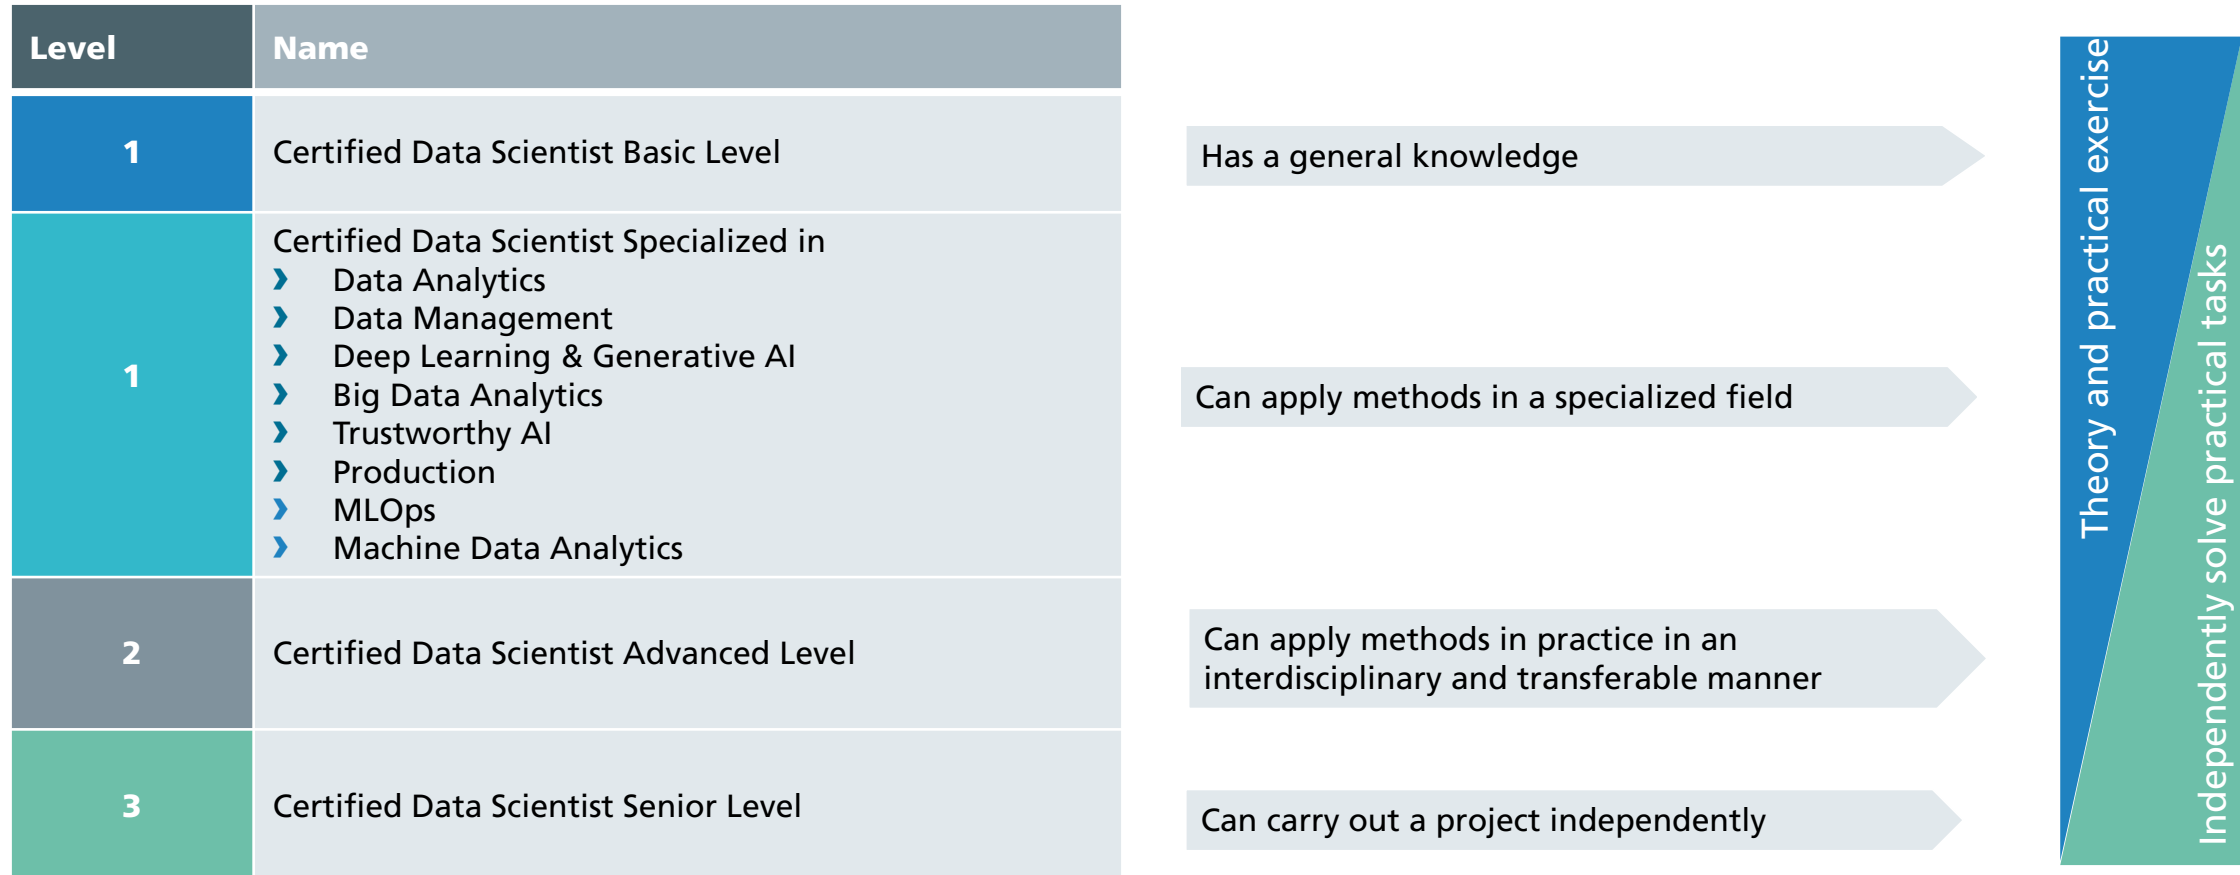 Level
Name
1
Certified Data Scientist Basic Level
Has a general knowledge
1
Certified Data Scientist Specialized in
› Data Analytics
› Data Management
› Deep Learning & Generative AI
› Big Data Analytics
› Trustworthy AI
› Production
› MLOps
› Machine Data Analytics
Can apply methods in a specialized field
2
Certified Data Scientist Advanced Level
Can apply methods in practice in an
interdisciplinary and transferable manner
3
Certified Data Scientist Senior Level
Can carry out a project independently
Theory and practical exercise
Independently solve practical tasks